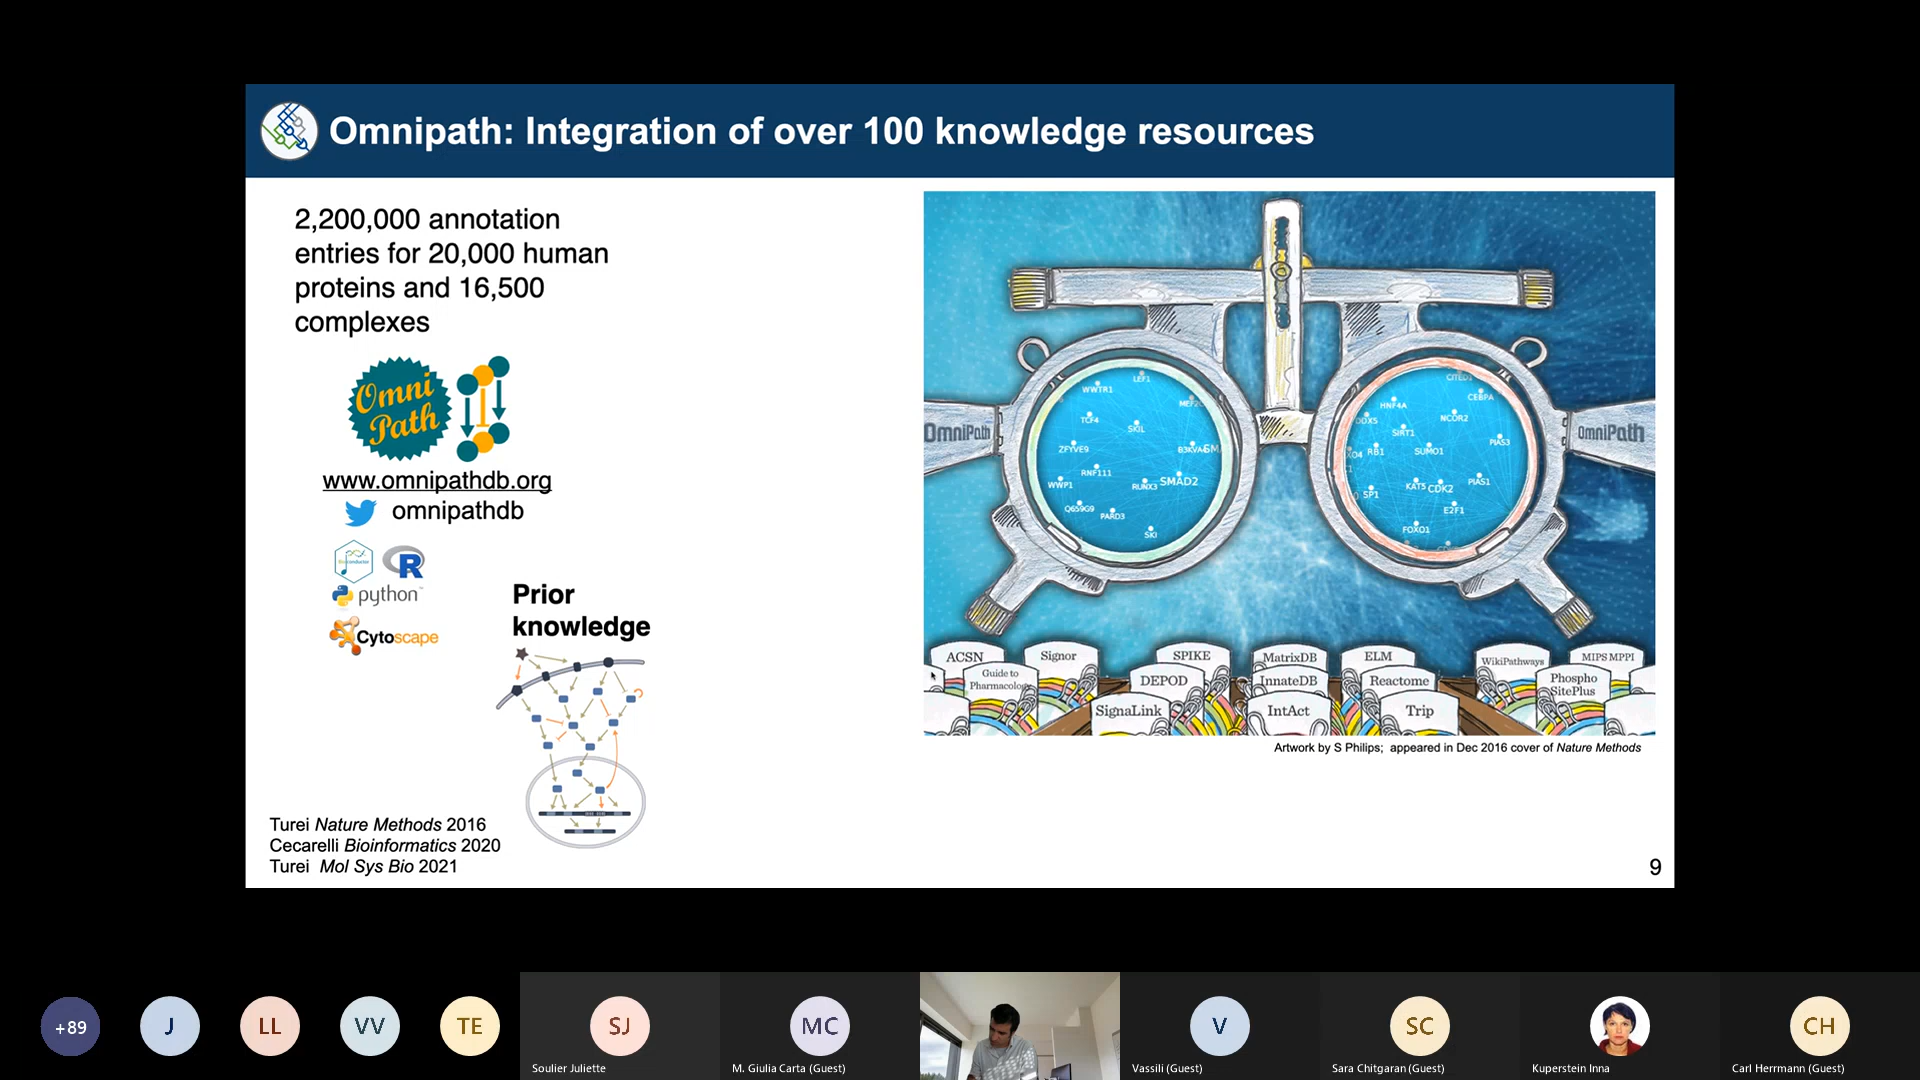 Omnipath: Integration of over 100 knowledge resources
2,200,000 annotation
entries for 20,000 human
proteins and 16,500
complexes
Omni
Path
www.omnipathdb.org
omnipathdb
R
python
Cytoscape
Prior
knowledge
Turei Nature Methods 2016
Cecarelli Bioinformatics 2020
Turei Mol Sys Bio 2021
OmniPath
OmniPath
WWTR1
LEF1
TCF4
SKIL
ZFYVE9
RNF111
WWP1
RUNX3
SMAD2
Q659G9
PARD3
SKI
CITED1
HNF4A
CEBPA
DDX5
NCOR2
SIRT1
PIAS3
RB1
SUMO1
SP1
KAT5
CDK2
PIAS1
E2F1
FOXO1
ACSN
Signor
SPIKE
MatrixDB
ELM
WikiPathways
MIPS MPPI
Guide to
Pharmacology
DEPOD
InnateDB
Reactome
Phospho
SitePlus
SignaLink
IntAct
Trip
Artwork by S Philips; appeared in Dec 2016 cover of Nature Methods
9
+89
J
LL
VV
TE
SJ
Soulier Juliette
MC
M. Giulia Carta (Guest)
V
Vassili (Guest)
SC
Sara Chitgaran (Guest)
Kuperstein Inna
CH
Carl Herrmann (Guest)